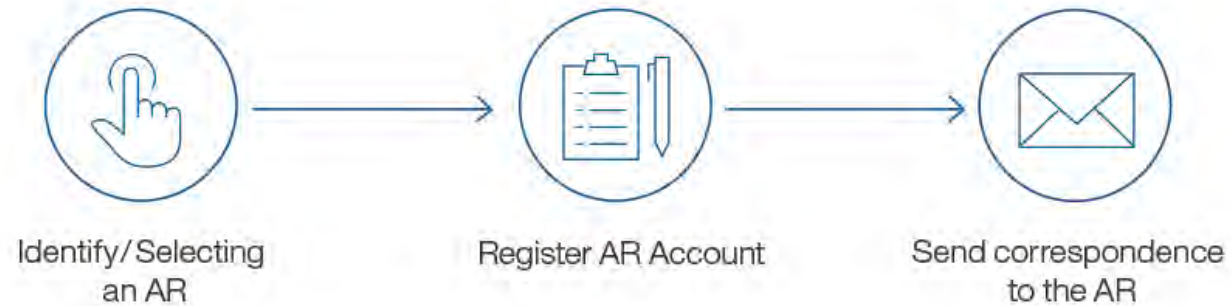 Identify/Selecting
an AR
Register AR Account
Send correspondence
to the AR